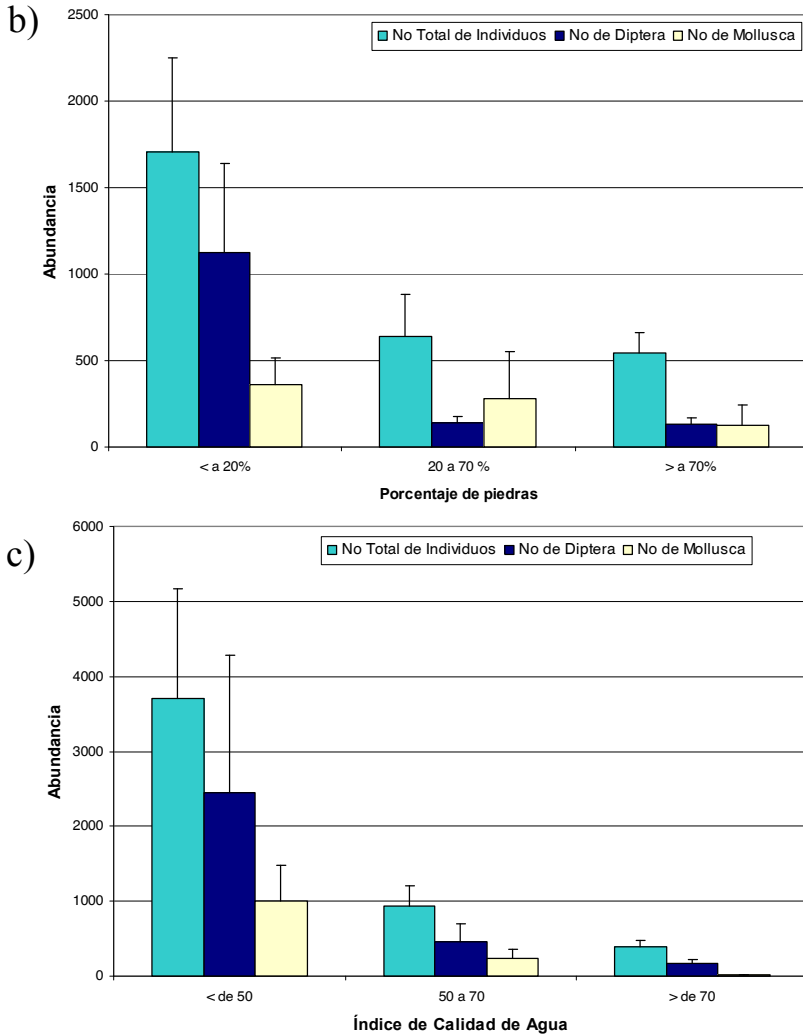 b)
No Total de Individuos No de Diptera No de Mollusca
2500
2000
1500
1000
500
0
Abundancia
< a 20% 20 a 70 % > a 70%
Porcentaje de piedras
c)
No Total de Individuos No de Diptera No de Mollusca
6000
5000
4000
3000
2000
1000
0
Abundancia
< de 50 50 a 70 > de 70
Índice de Calidad de Agua